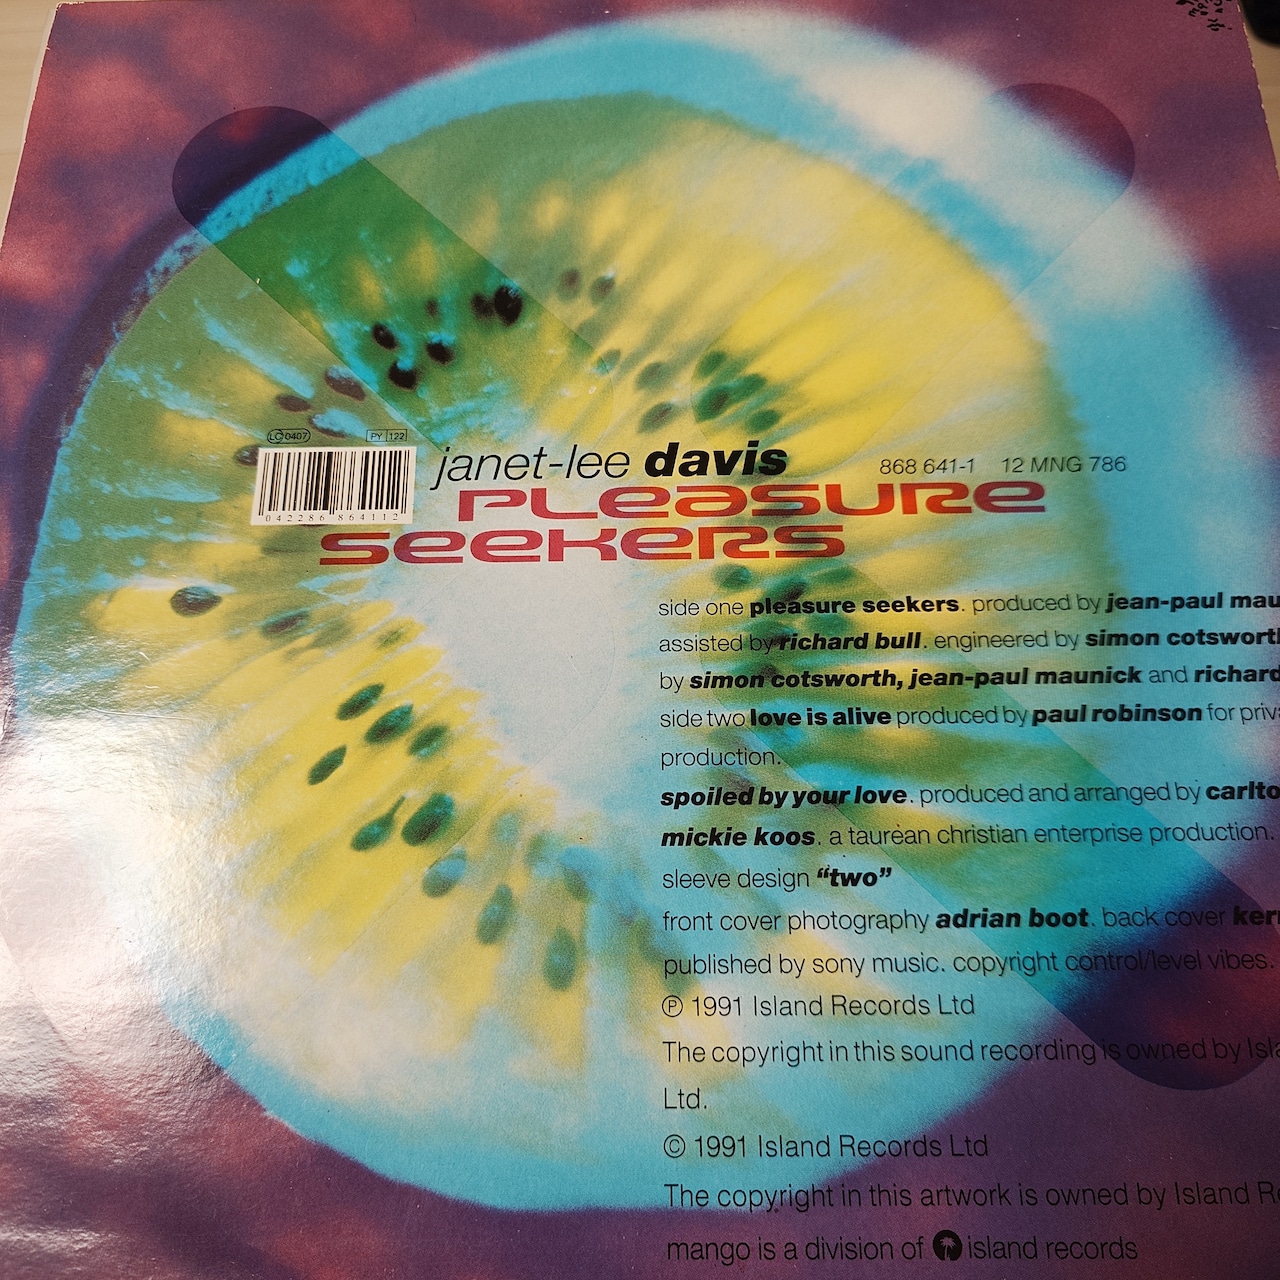 LC 0407
PY 122
janet-lee davis
868 641-1 12 MNG 786
PLEASURE
SEEKERS
0 42286 86411 2
side one pleasure seekers. produced by jean-paul mau
assisted by richard bull. engineered by simon cotsworth
by simon cotsworth, jean-paul maunick and richard
side two love is alive produced by paul robinson for priv
production.
spoiled by your love. produced and arranged by carlto
mickie koos. a taurean christian enterprise production.
sleeve design “two”
front cover photography adrian boot. back cover ker
published by sony music. copyright control/level vibes.
℗ 1991 Island Records Ltd
The copyright in this sound recording is owned by Isla
Ltd.
© 1991 Island Records Ltd
The copyright in this artwork is owned by Island R
mango is a division of island records